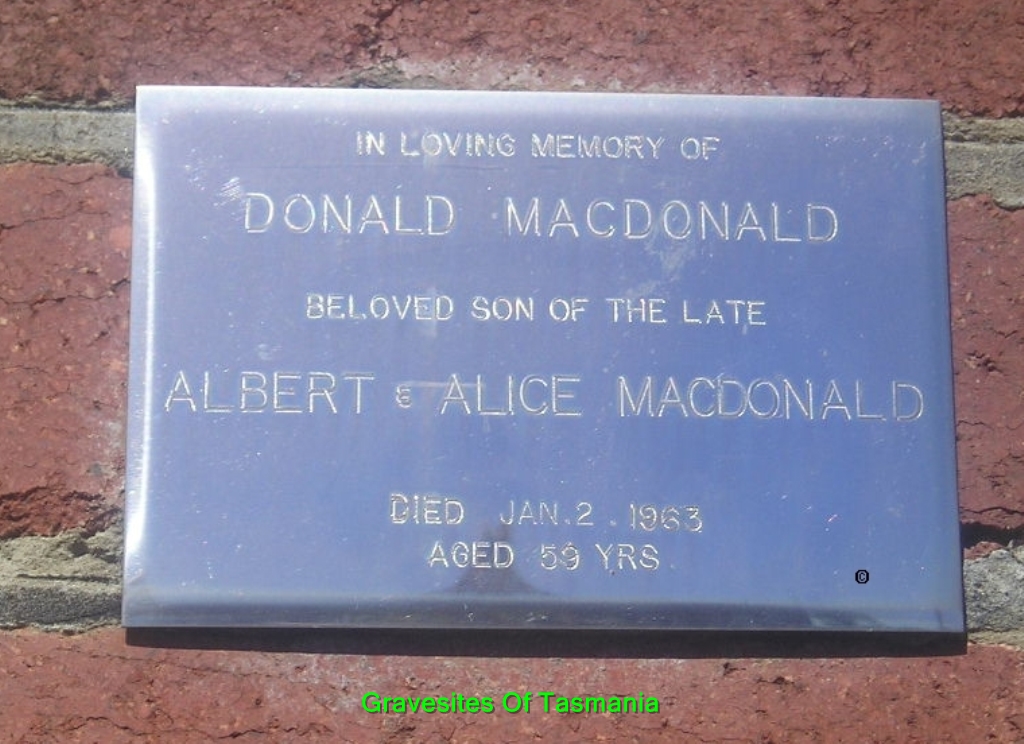 IN LOVING MEMORY OF
DONALD MACDONALD
BELOVED SON OF THE LATE
ALBERT & ALICE MACDONALD
DIED JAN. 2. 1963
AGED 59 YRS
©
Gravesites Of Tasmania